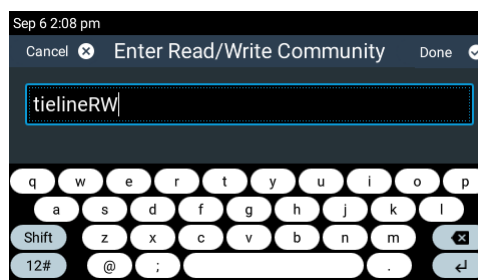 Sep 6 2:08 pm
Cancel Enter Read/Write Community Done
tielineRW
q w e r t y u i o p
a s d f g h j k l
Shift z x c v b n m
12# @ ; .